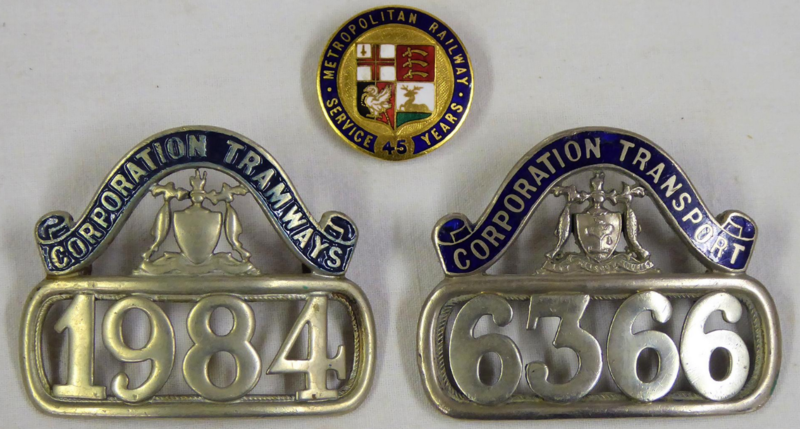 · METROPOLITAN RAILWAY ·
SERVICE 45 YEARS
CORPORATION TRAMWAYS
1984
CORPORATION TRANSPORT
6366